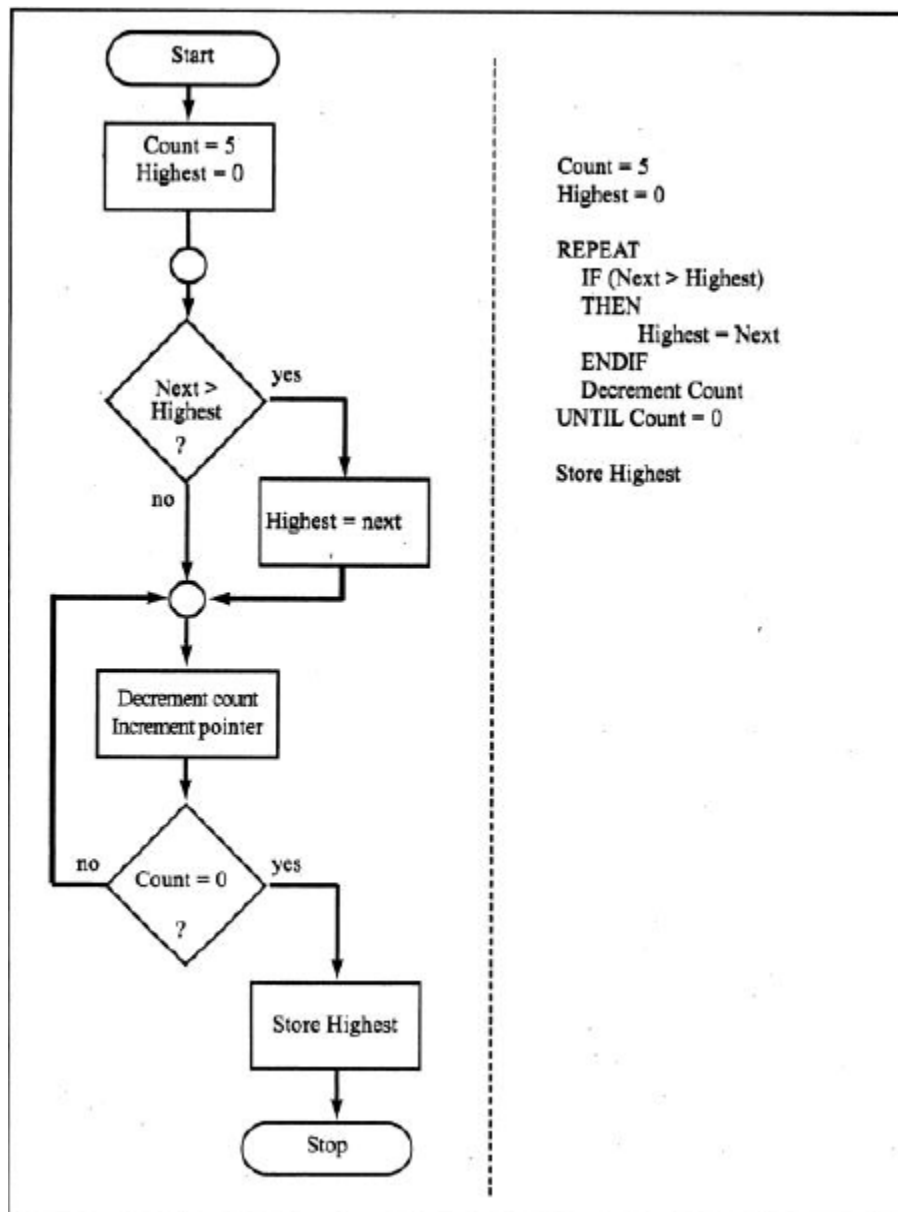 Start
Count = 5
Highest = 0
Next >
Highest
?
yes
no
Highest = next
Decrement count
Increment pointer
no
Count = 0
?
yes
Store Highest
Stop
Count = 5
Highest = 0
REPEAT
IF (Next > Highest)
THEN
Highest = Next
ENDIF
Decrement Count
UNTIL Count = 0
Store Highest